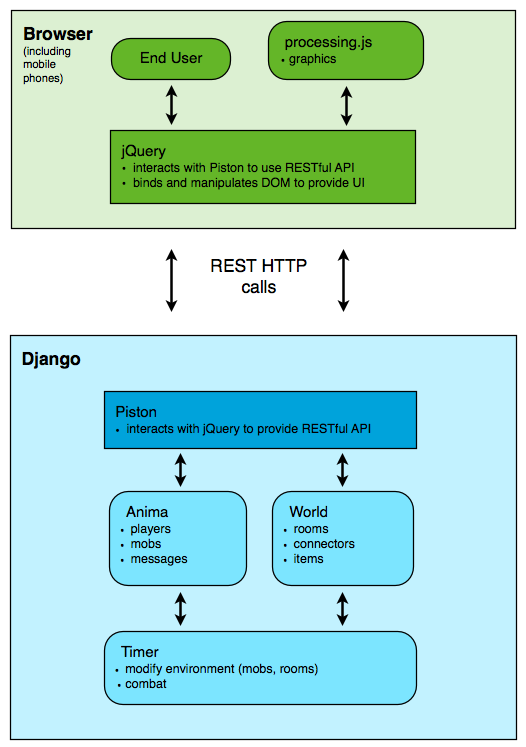 Browser
(including
mobile
phones)
End User
processing.js
• graphics
jQuery
• interacts with Piston to use RESTful API
• binds and manipulates DOM to provide UI
REST HTTP
calls
Django
Piston
• interacts with jQuery to provide RESTful API
Anima
• players
• mobs
• messages
World
• rooms
• connectors
• items
Timer
• modify environment (mobs, rooms)
• combat